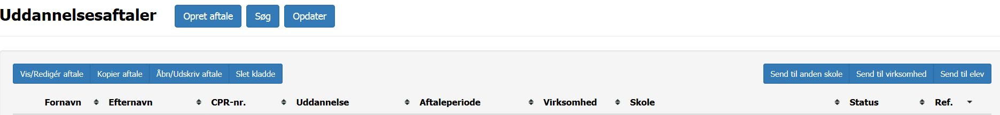 Uddannelsesaftaler Opret aftale Søg Opdater
Vis/Redigér aftale Kopier aftale Åbn/Udskriv aftale Slet kladde Send til anden skole Send til virksomhed Send til elev
Fornavn Efternavn CPR-nr. Uddannelse Aftaleperiode Virksomhed Skole Status Ref.